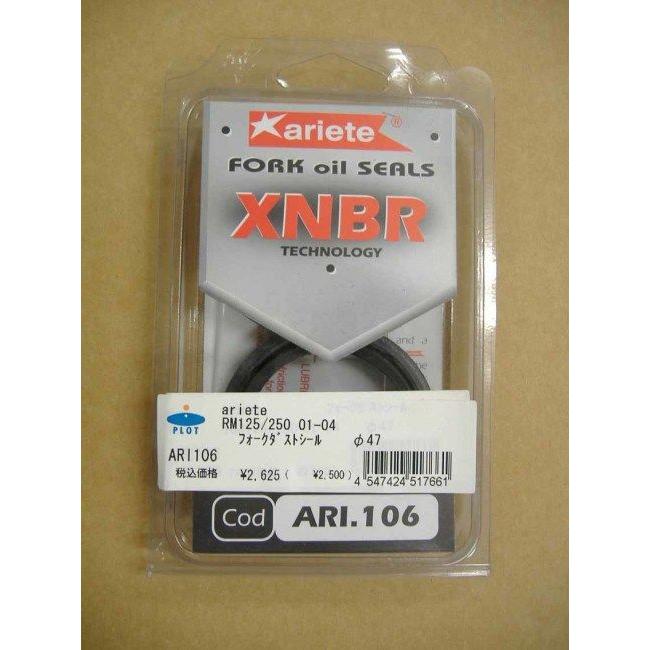 ariete®
FORK oil SEALS
XNBR
TECHNOLOGY
and a
LUBRI
ariete
RM125/250 01-04
フォークダストシール φ47
PLOT
ARI106
税込価格 ¥2,625( ¥2,500)
4 547424 517661
Cod ARI.106